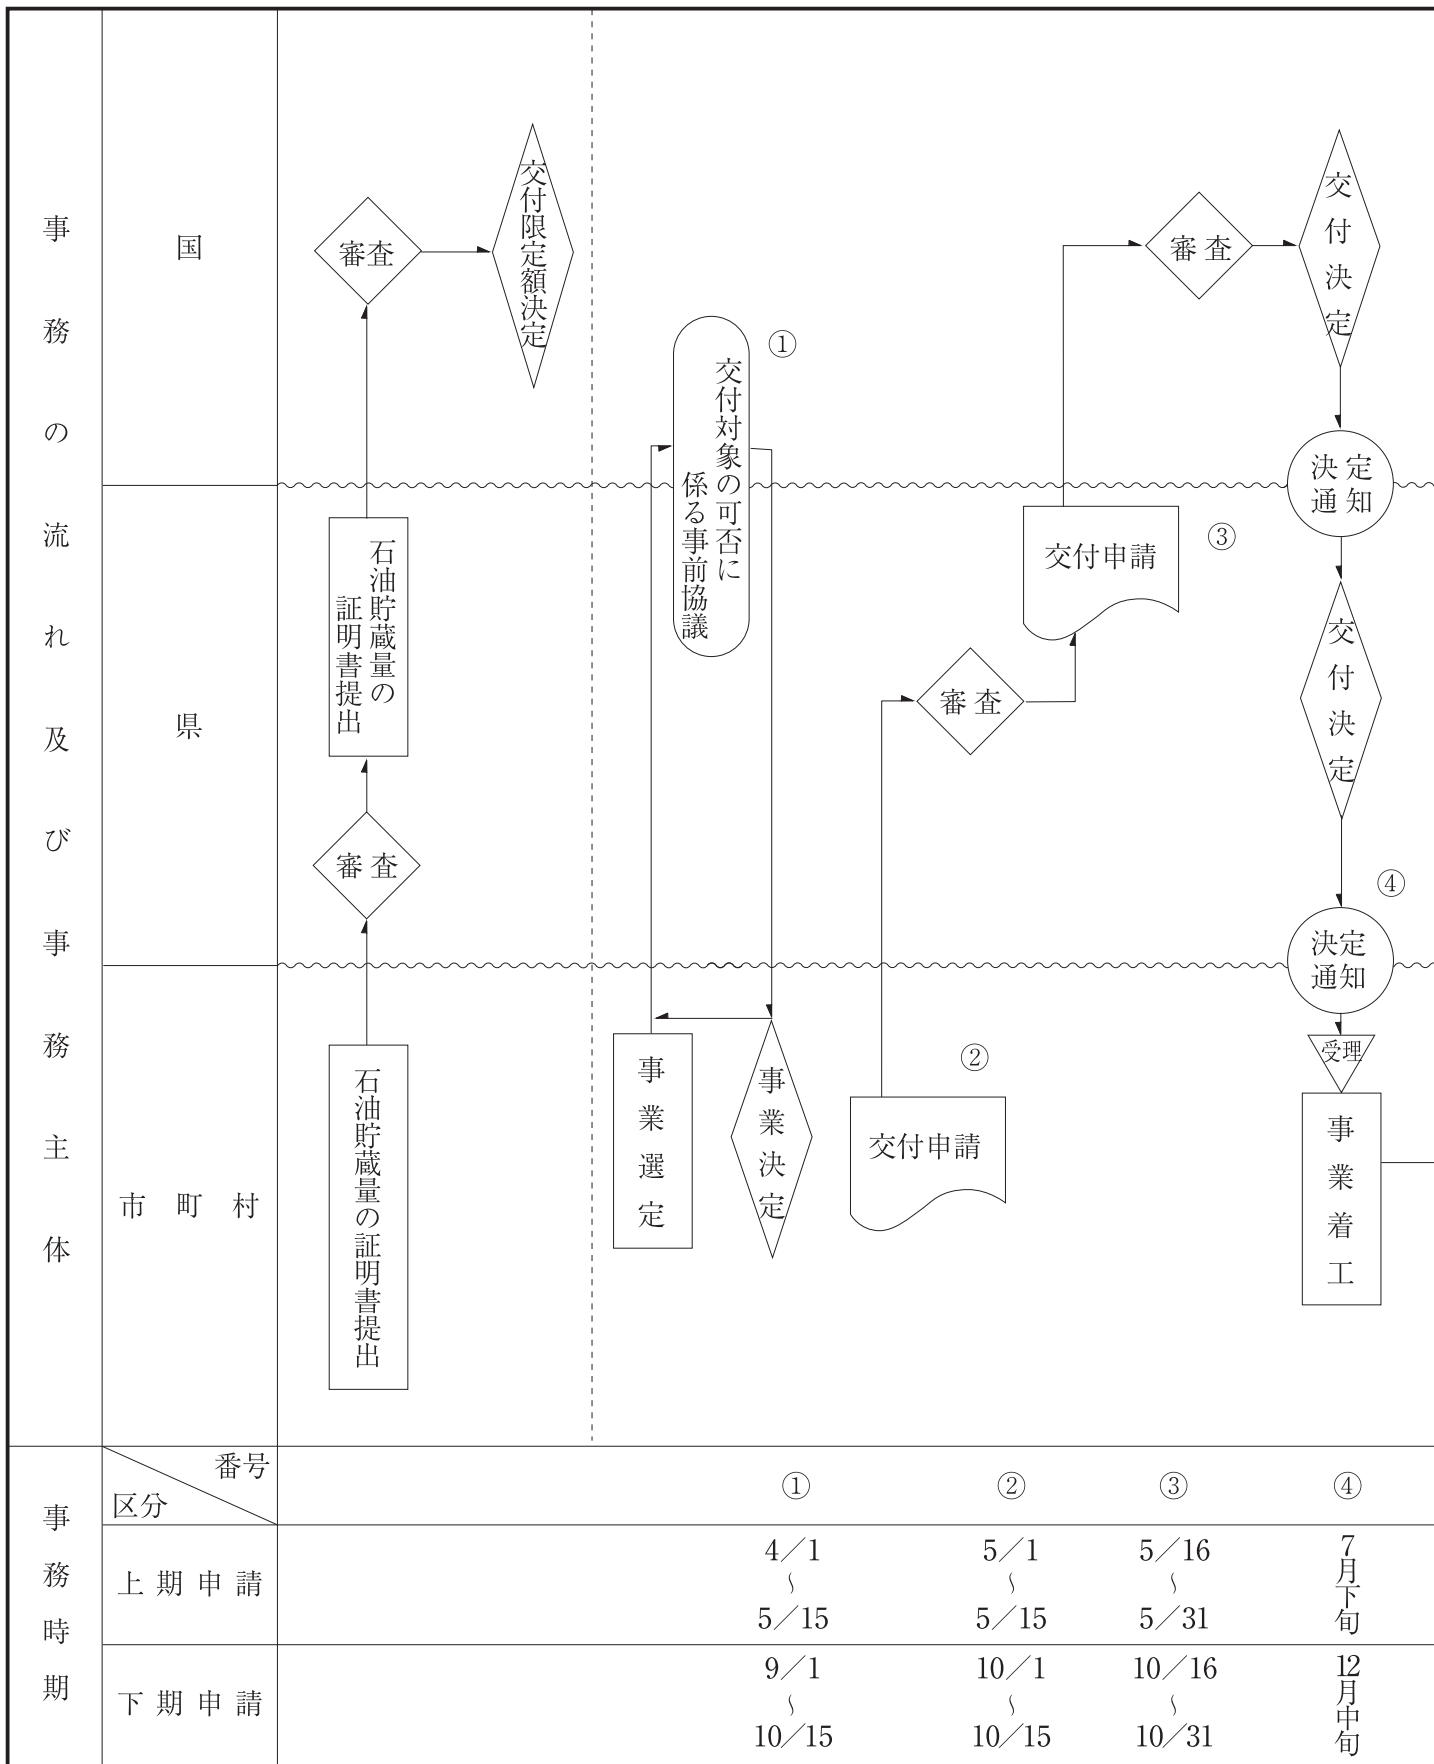 事務の流れ及び事務主体
国
審査
交付限定額決定
①
交付対象の可否に
係る事前協議
審査
交付決定
決定
通知
県
石油貯蔵量の
証明書提出
審査
審査
交付申請
③
交付決定
④
決定
通知
市町村
石油貯蔵量の証明書提出
事業選定
事業決定
②
交付申請
受理
事業着工
事務時期
番号
区分
① ② ③ ④
上期申請
4/1
〜
5/15
5/1
〜
5/15
5/16
〜
5/31
7月下旬
下期申請
9/1
〜
10/15
10/1
〜
10/15
10/16
〜
10/31
12月中旬